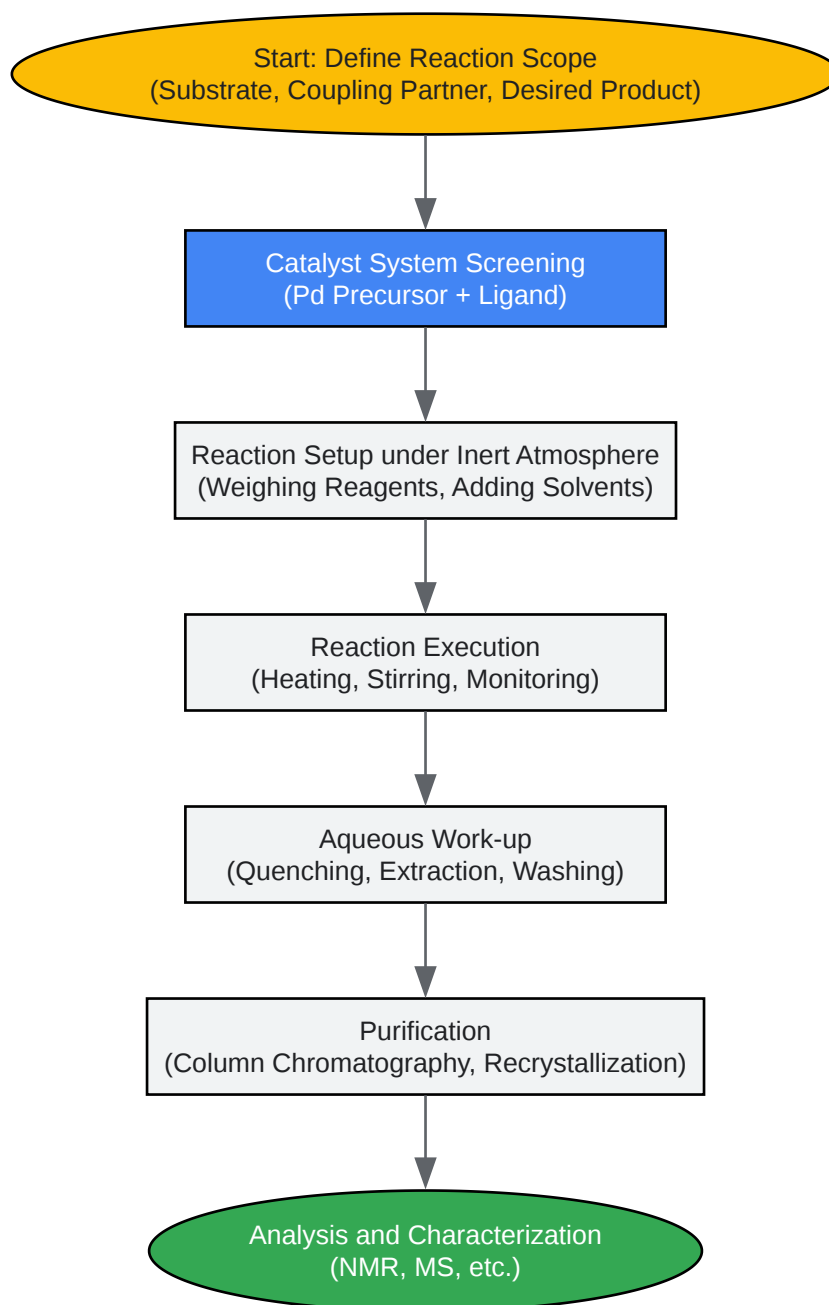 Start: Define Reaction Scope
(Substrate, Coupling Partner, Desired Product)
Catalyst System Screening
(Pd Precursor + Ligand)
Reaction Setup under Inert Atmosphere
(Weighing Reagents, Adding Solvents)
Reaction Execution
(Heating, Stirring, Monitoring)
Aqueous Work-up
(Quenching, Extraction, Washing)
Purification
(Column Chromatography, Recrystallization)
Analysis and Characterization
(NMR, MS, etc.)